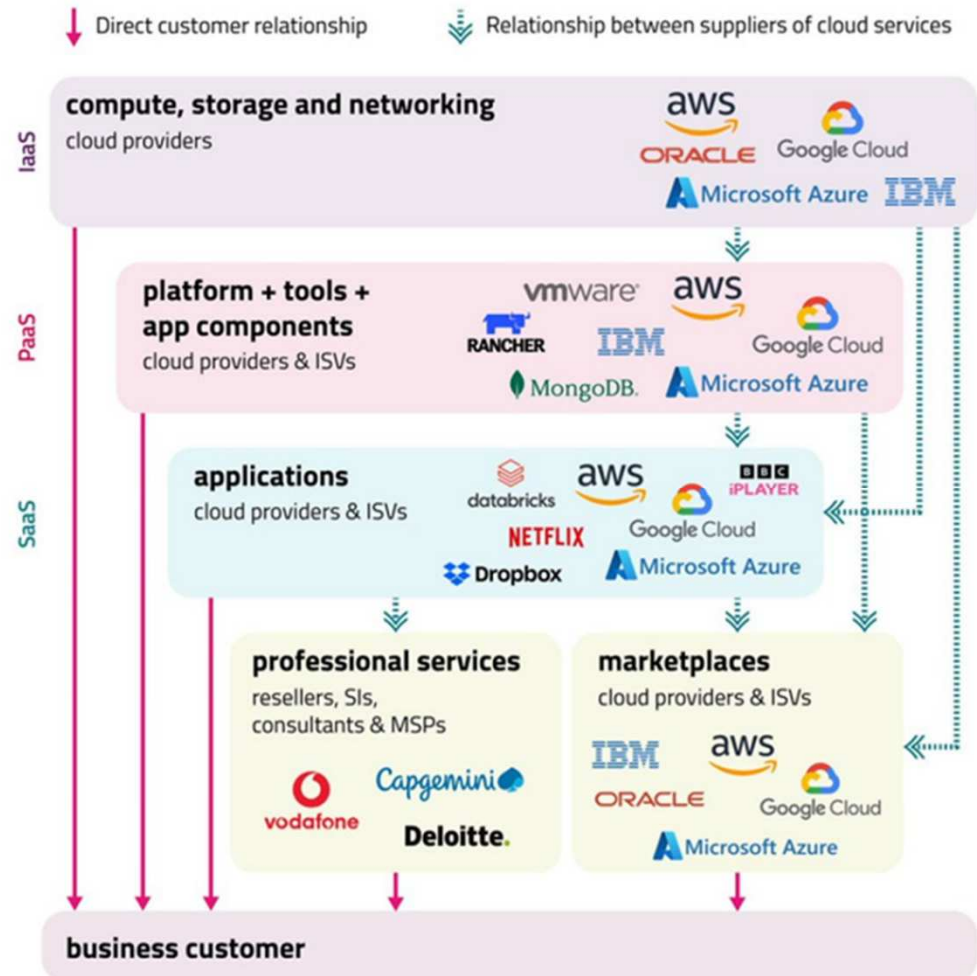 Direct customer relationship
Relationship between suppliers of cloud services
IaaS
compute, storage and networking
cloud providers
aws
ORACLE
Google Cloud
Microsoft Azure
IBM
PaaS
platform + tools +
app components
cloud providers & ISVs
vmware
aws
RANCHER
IBM
Google Cloud
MongoDB.
Microsoft Azure
SaaS
applications
cloud providers & ISVs
databricks
aws
BBC
iPLAYER
NETFLIX
Google Cloud
Dropbox
Microsoft Azure
professional services
resellers, SIs,
consultants & MSPs
vodafone
Capgemini
Deloitte.
marketplaces
cloud providers & ISVs
IBM
aws
ORACLE
Google Cloud
Microsoft Azure
business customer